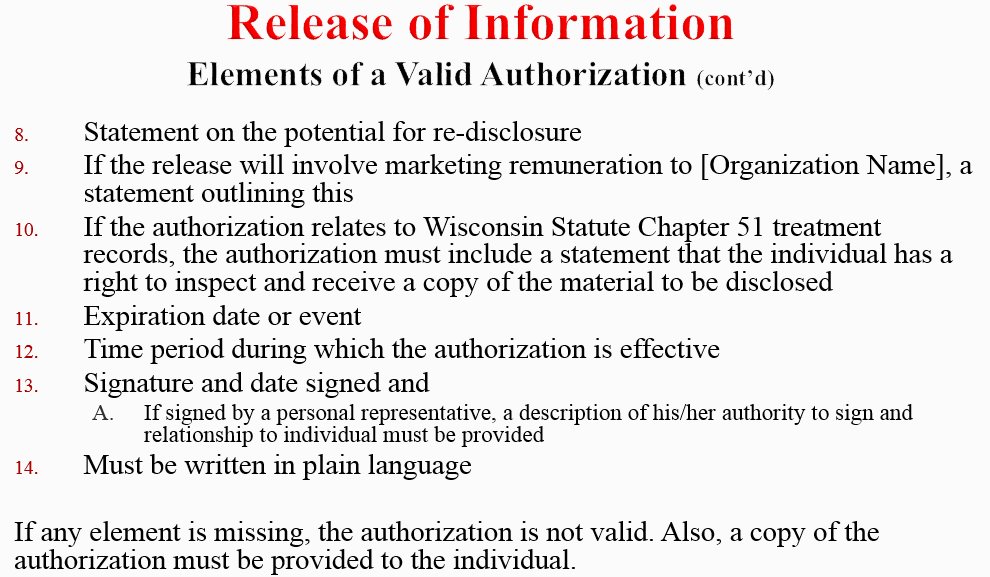 Release of Information
Elements of a Valid Authorization (cont’d)
8. Statement on the potential for re-disclosure
9. If the release will involve marketing remuneration to [Organization Name], a
statement outlining this
10. If the authorization relates to Wisconsin Statute Chapter 51 treatment
records, the authorization must include a statement that the individual has a
right to inspect and receive a copy of the material to be disclosed
11. Expiration date or event
12. Time period during which the authorization is effective
13. Signature and date signed and
A. If signed by a personal representative, a description of his/her authority to sign and
relationship to individual must be provided
14. Must be written in plain language
If any element is missing, the authorization is not valid. Also, a copy of the
authorization must be provided to the individual.